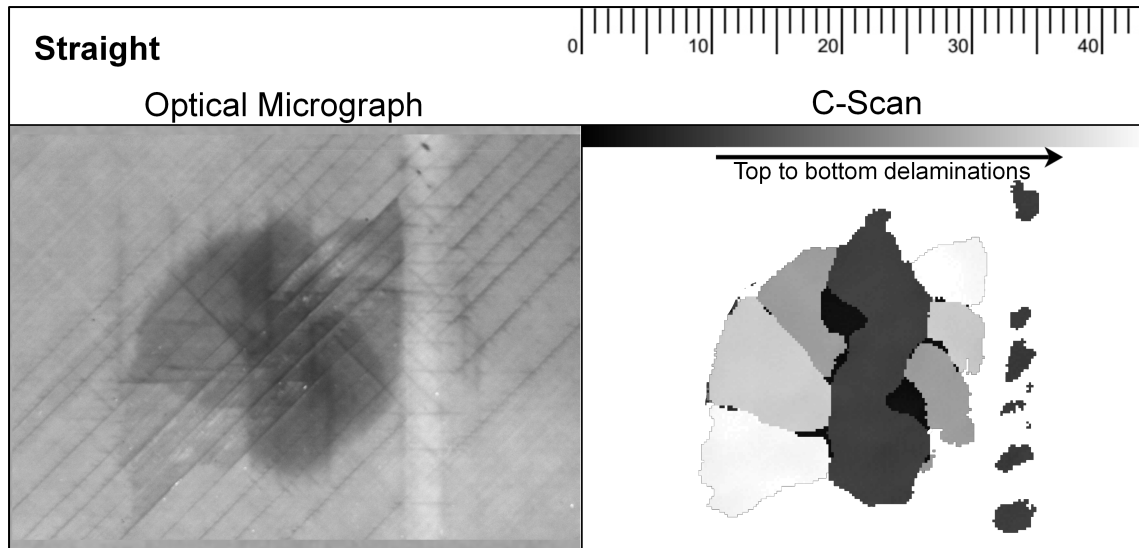 Straight
0 10 20 30 40
Optical Micrograph
C-Scan
Top to bottom delaminations